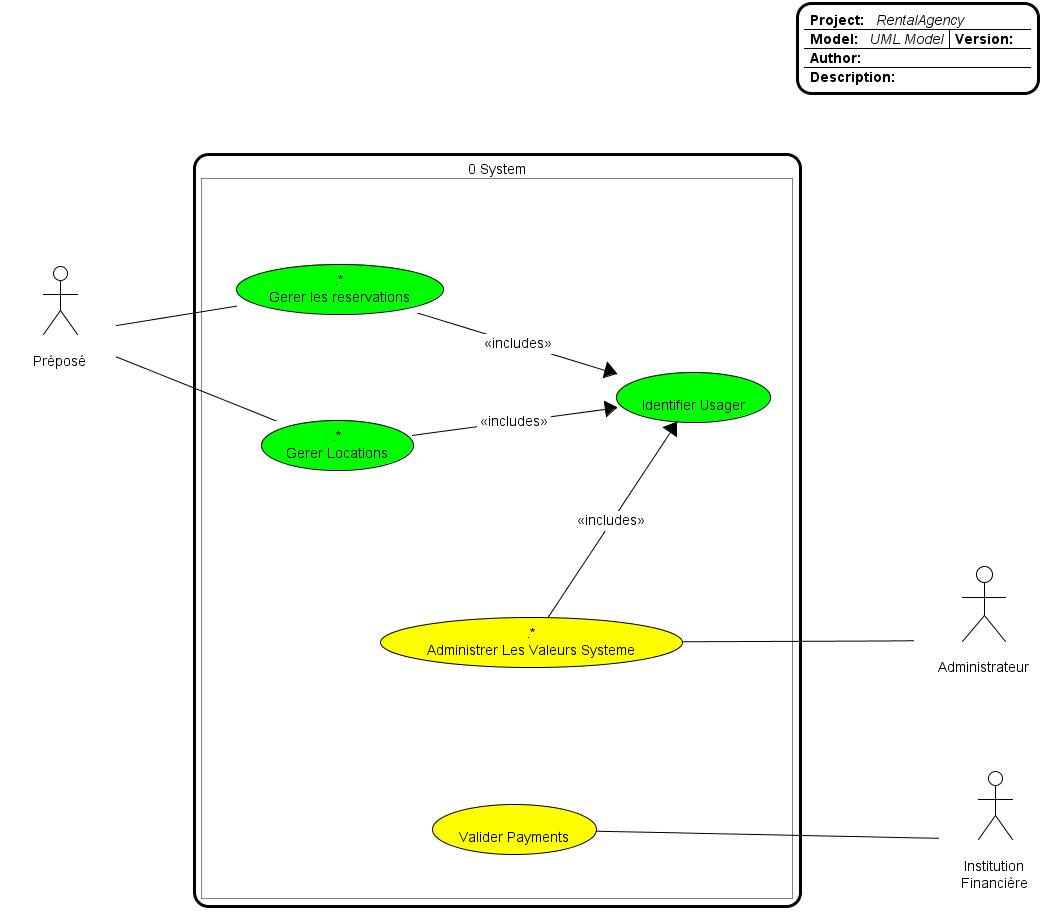 Project: RentalAgency
Model: UML Model Version:
Author:
Description:
0 System
.*
Gerer les reservations
Préposé
«includes»
Identifier Usager
«includes»
.*
Gerer Locations
«includes»
.*
Administrer Les Valeurs Systeme
Administrateur
Valider Payments
Institution
Financière